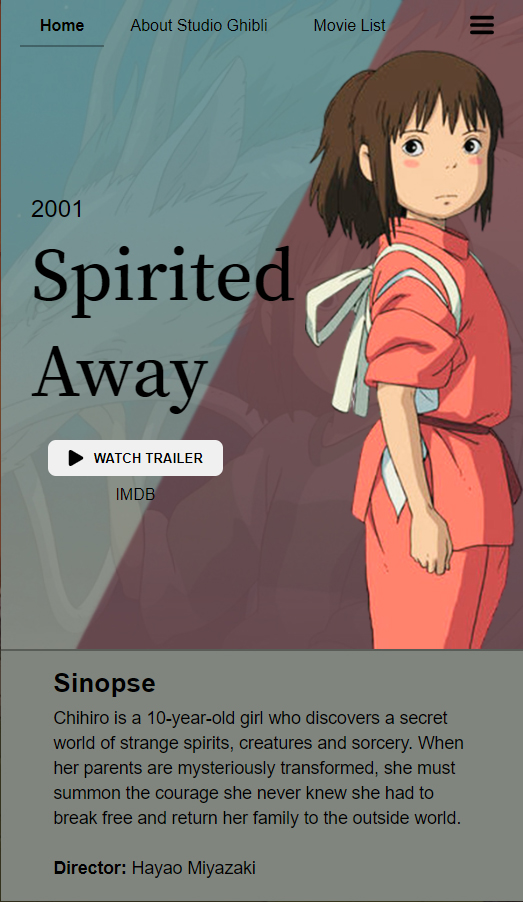 Home About Studio Ghibli Movie List
2001
Spirited
Away
WATCH TRAILER
IMDB
Sinopse
Chihiro is a 10-year-old girl who discovers a secret
world of strange spirits, creatures and sorcery. When
her parents are mysteriously transformed, she must
summon the courage she never knew she had to
break free and return her family to the outside world.
Director: Hayao Miyazaki